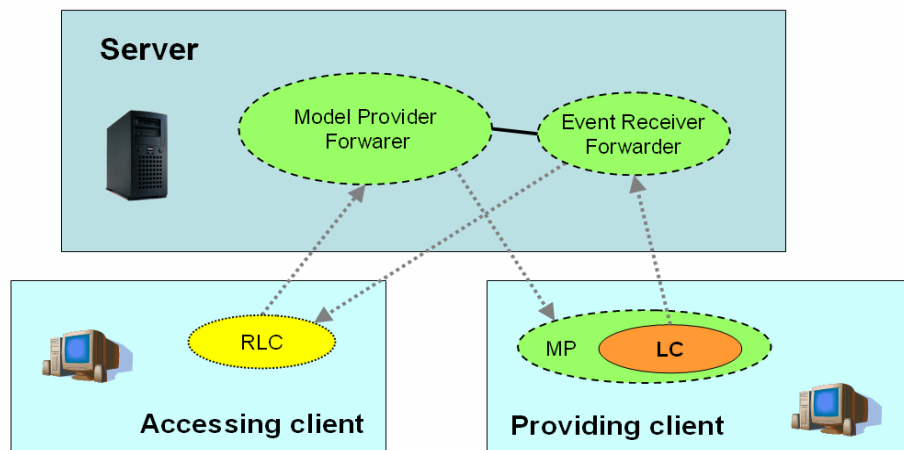 Server
Model Provider
Forwarer
Event Receiver
Forwarder
RLC
MP
LC
Accessing client
Providing client